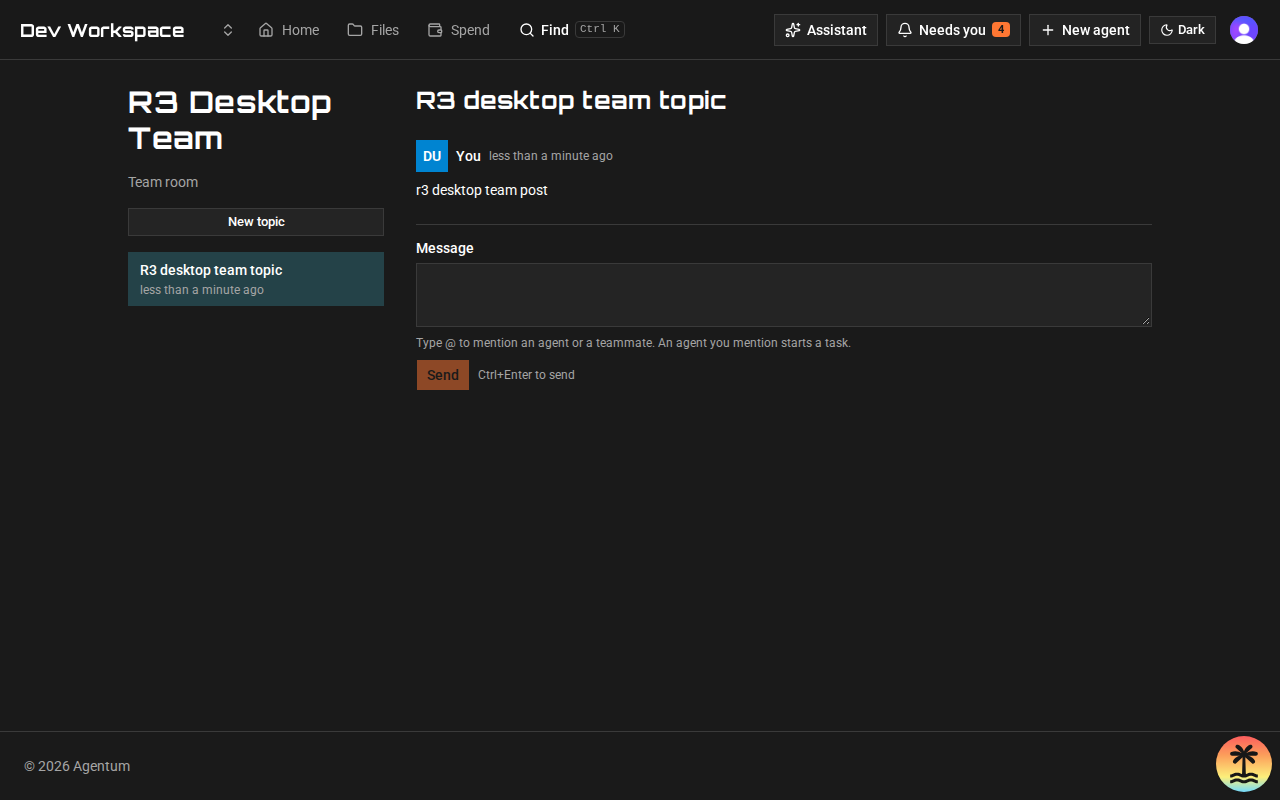 Dev Workspace
Home
Files
Spend
Find Ctrl K
Assistant
Needs you 4
New agent
Dark
R3 Desktop
Team
Team room
New topic
R3 desktop team topic
less than a minute ago
R3 desktop team topic
DU You less than a minute ago
r3 desktop team post
Message
Type @ to mention an agent or a teammate. An agent you mention starts a task.
Send Ctrl+Enter to send
© 2026 Agentum